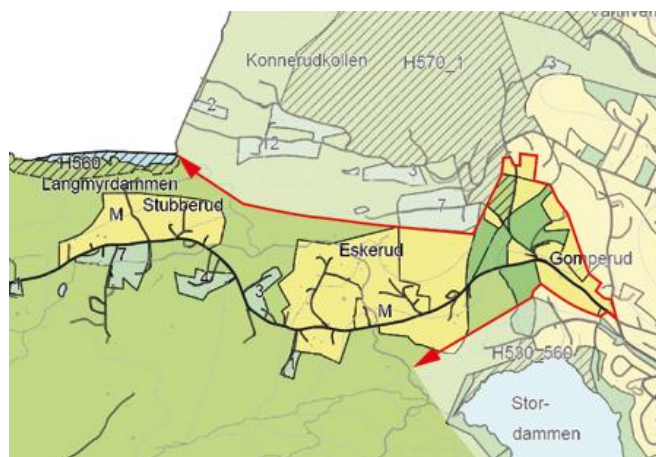 Konnerudkollen
H570_1
3
2
12
3
H560
Langmyrdammen
M
Stubberud
7
Eskerud
Gomperud
7
4
3
M
H530_560
Stor-
dammen